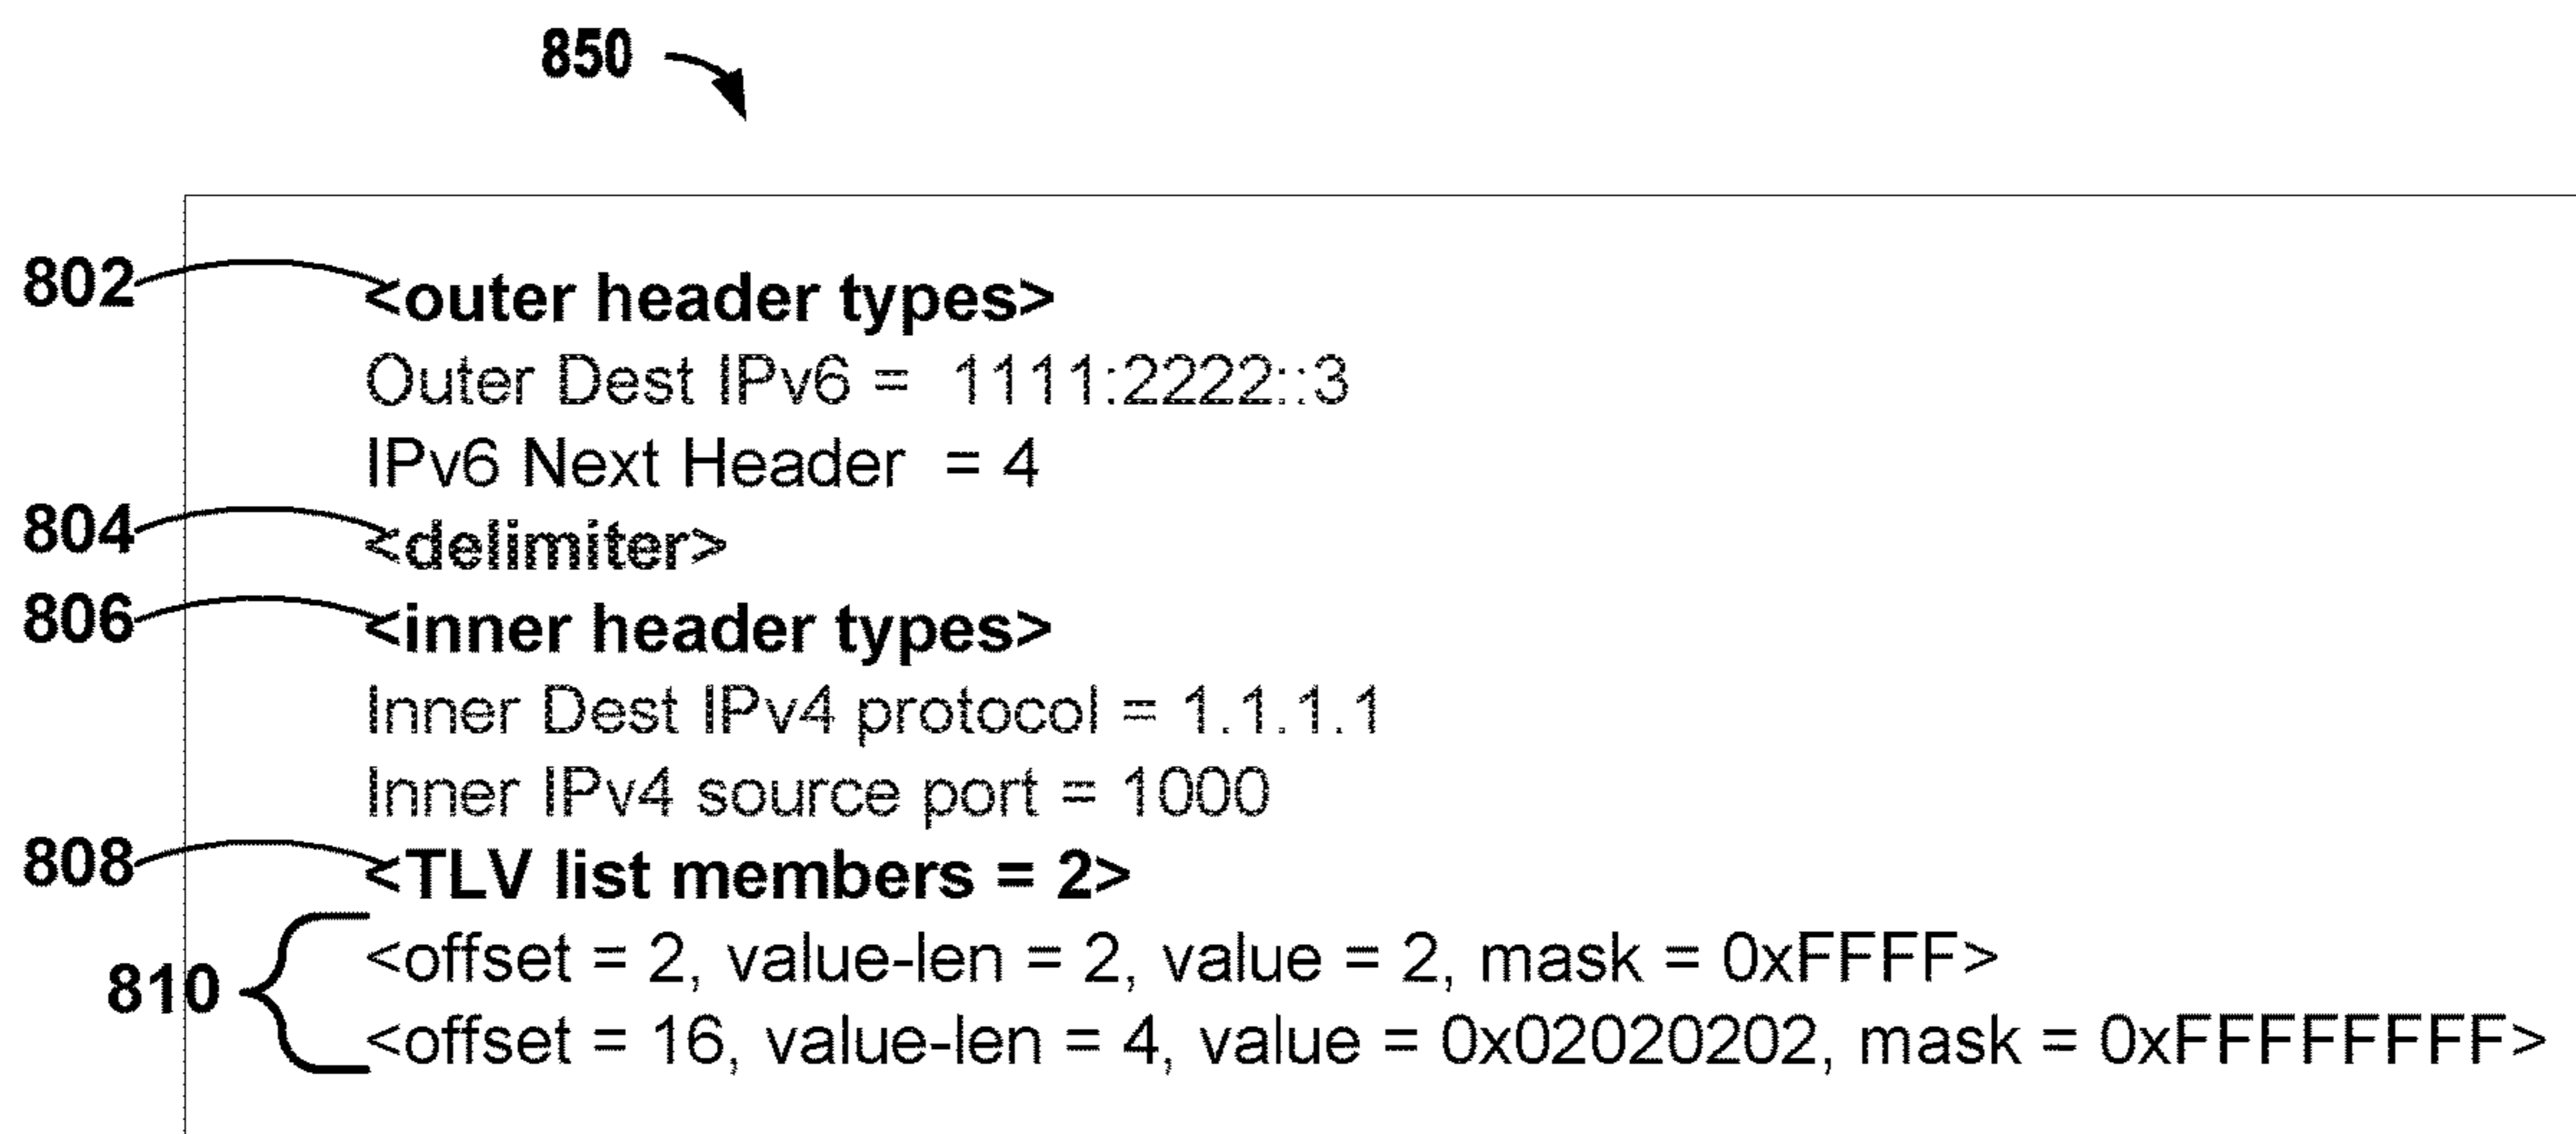 850
802 <outer header types>
Outer Dest IPv6 = 1111:2222::3
IPv6 Next Header = 4
804 <delimiter>
806 <inner header types>
Inner Dest IPv4 protocol = 1.1.1.1
Inner IPv4 source port = 1000
808 <TLV list members = 2>
810
<offset = 2, value-len = 2, value = 2, mask = 0xFFFF>
<offset = 16, value-len = 4, value = 0x02020202, mask = 0xFFFFFFFF>